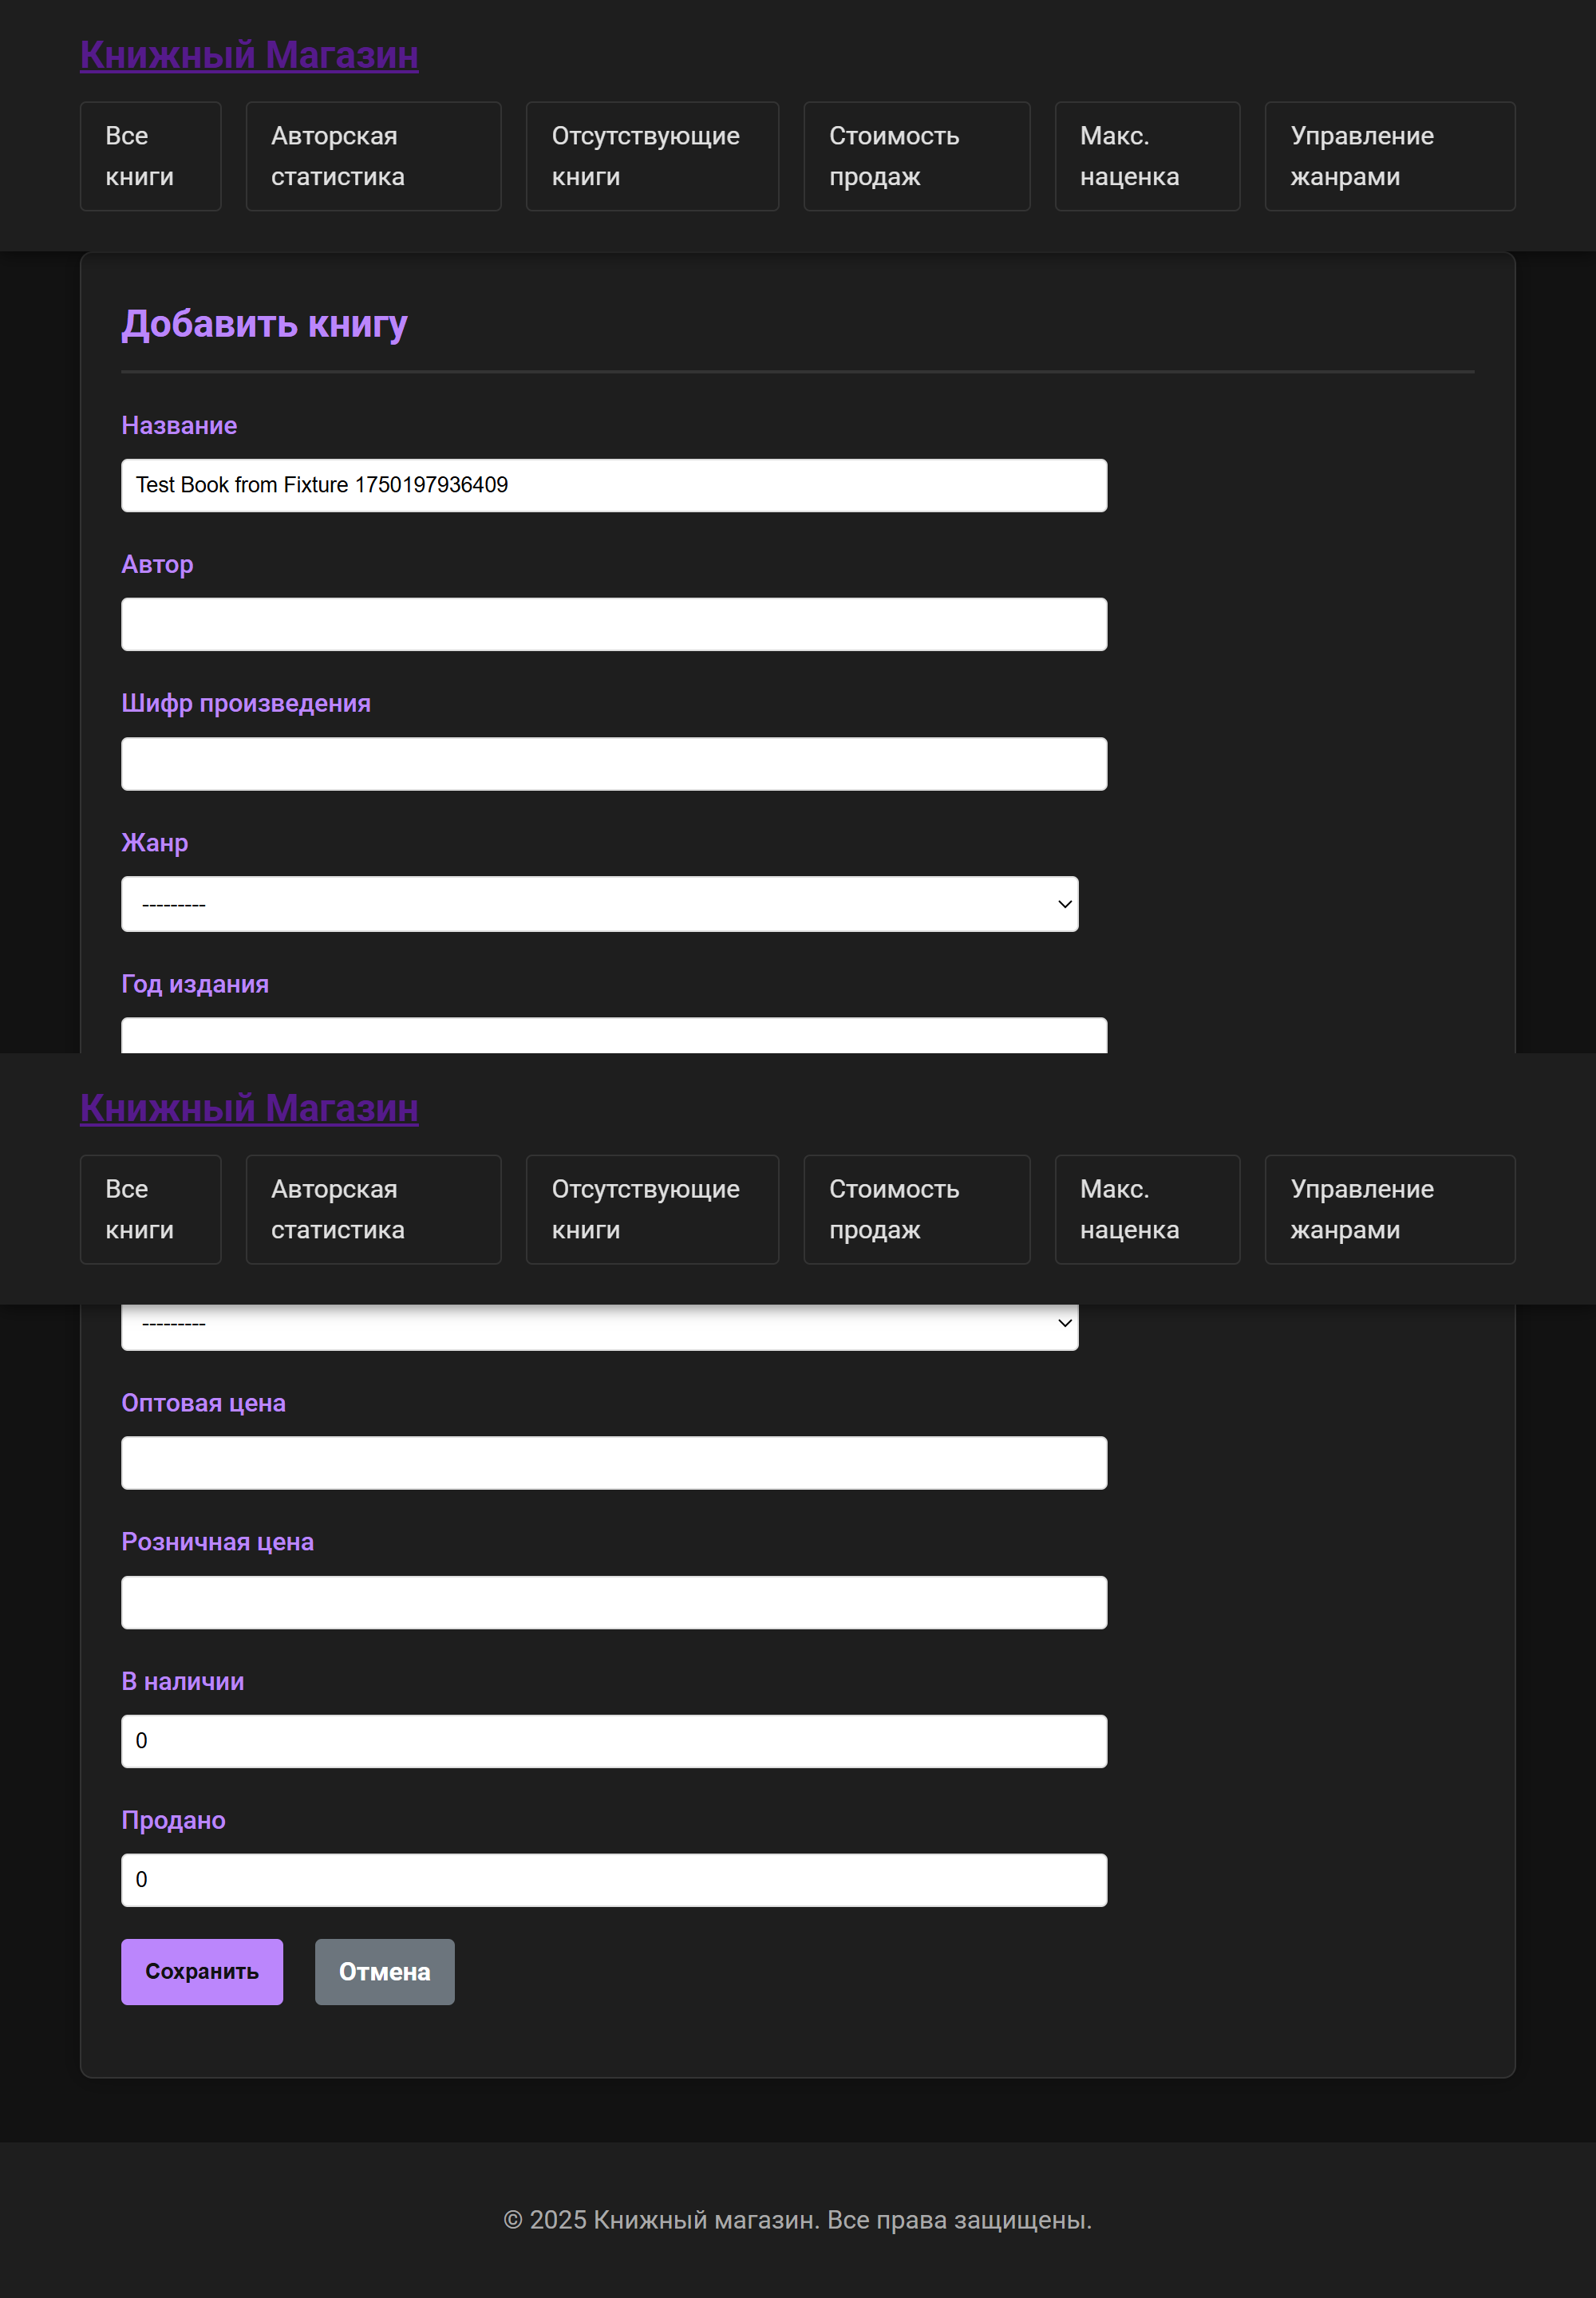 Книжный Магазин
Все книги
Авторская статистика
Отсутствующие книги
Стоимость продаж
Макс. наценка
Управление жанрами
Добавить книгу
Название
Test Book from Fixture 1750197936409
Автор
Шифр произведения
Жанр
---------
Год издания
Книжный Магазин
Все книги
Авторская статистика
Отсутствующие книги
Стоимость продаж
Макс. наценка
Управление жанрами
---------
Оптовая цена
Розничная цена
В наличии
0
Продано
0
Сохранить
Отмена
© 2025 Книжный магазин. Все права защищены.